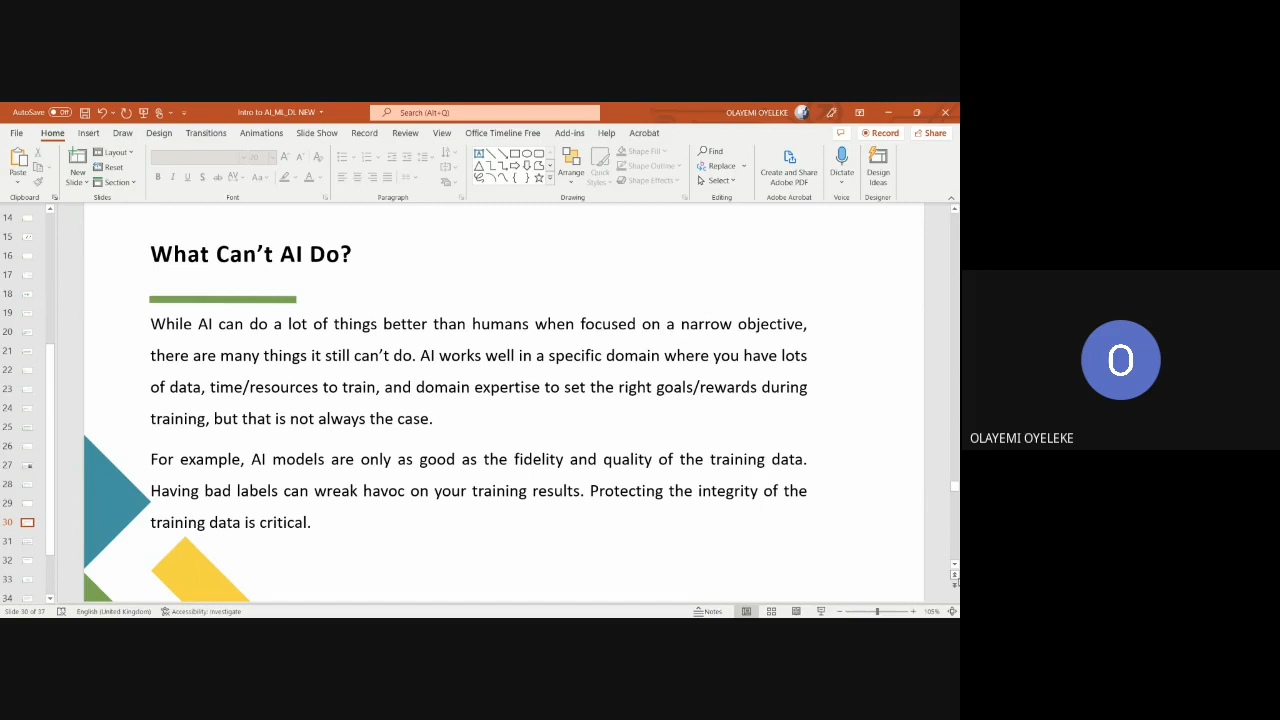 AutoSave Off
Intro to AI_ML_DL NEW
Search (Alt+Q)
OLAYEMI OYELEKE
File Home Insert Draw Design Transitions Animations Slide Show Record Review View Office Timeline Free Add-ins Help Acrobat Record Share
Paste
New Slide
Layout
Reset
Section
20
B I U S ab AV Aa A
Shape Fill
Shape Outline
Shape Effects
Arrange
Quick Styles
Find
Replace
Select
Create and Share Adobe PDF
Dictate
Design Ideas
Clipboard Slides Font Paragraph Drawing Editing Adobe Acrobat Voice Designer
14
15
16
17
18
19
20
21
22
23
24
25
26
27
28
29
30
31
32
33
34
What Can’t AI Do?
While AI can do a lot of things better than humans when focused on a narrow objective,
there are many things it still can’t do. AI works well in a specific domain where you have lots
of data, time/resources to train, and domain expertise to set the right goals/rewards during
training, but that is not always the case.
For example, AI models are only as good as the fidelity and quality of the training data.
Having bad labels can wreak havoc on your training results. Protecting the integrity of the
training data is critical.
O
OLAYEMI OYELEKE
Slide 30 of 37 English (United Kingdom) Accessibility: Investigate Notes 105%